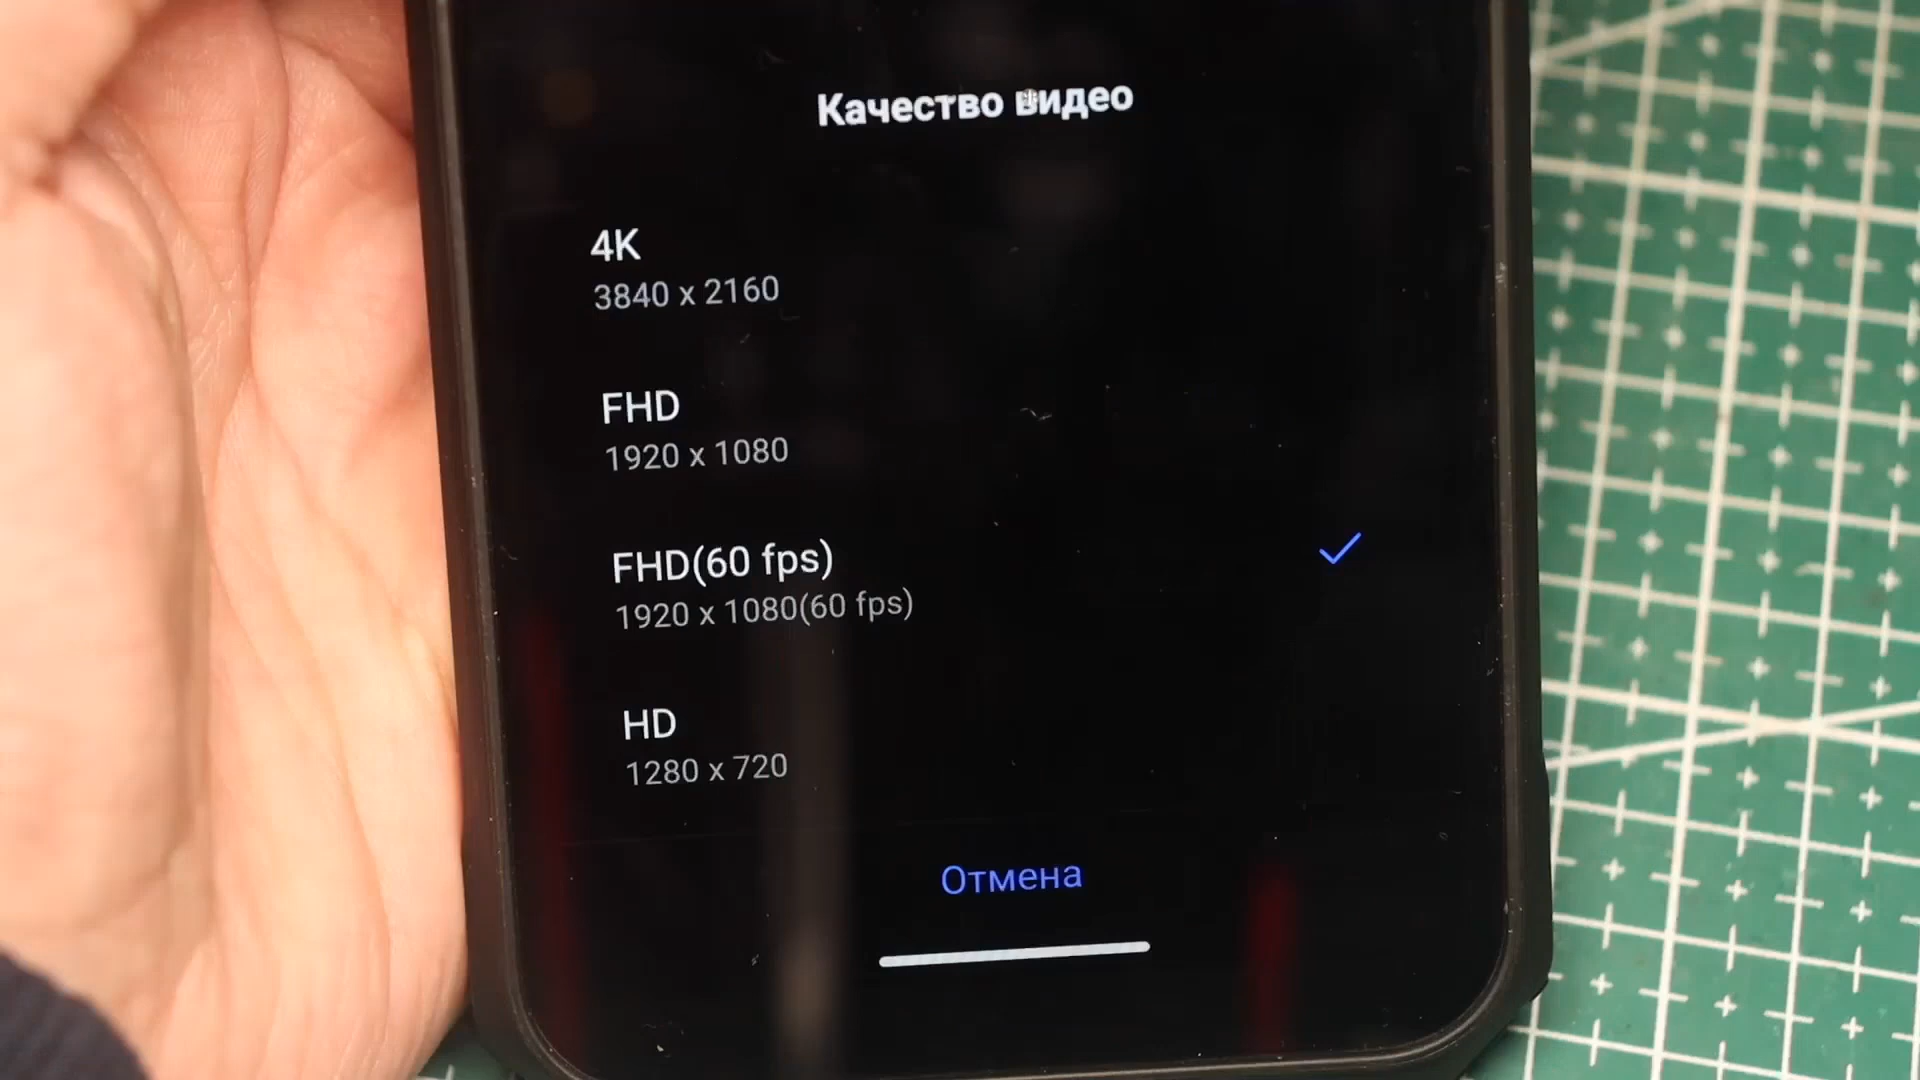 Качество видео
4K
3840 x 2160
FHD
1920 x 1080
FHD(60 fps)
1920 x 1080(60 fps)
HD
1280 x 720
Отмена